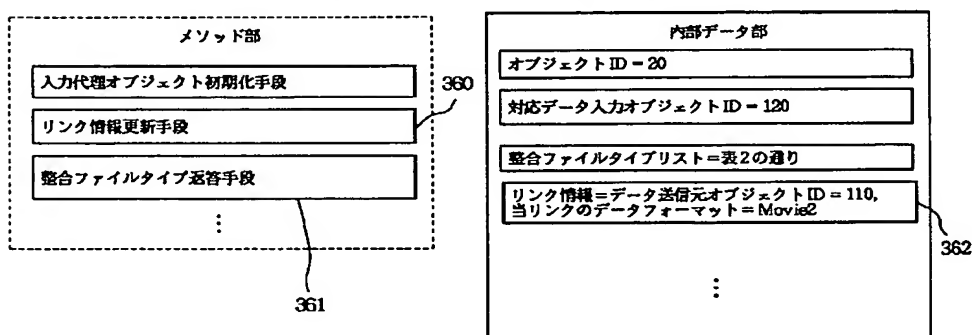 メソッド部
入力代理オブジェクト初期化手段
リンク情報更新手段
整合ファイルタイプ返答手段
⋮
360
361
内部データ部
オブジェクトID=20
対応データ入力オブジェクトID=120
整合ファイルタイプリスト=表2の通り
リンク情報=データ送信元オブジェクトID=110,
当リンクのデータフォーマット=Movie2
⋮
362